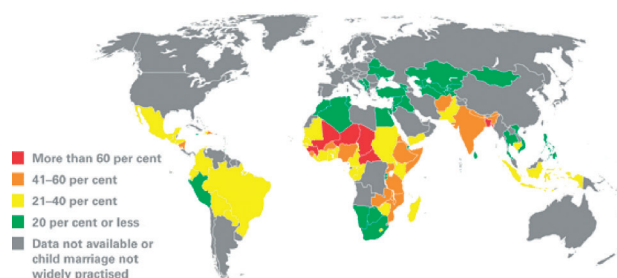 More than 60 per cent
41–60 per cent
21–40 per cent
20 per cent or less
Data not available or
child marriage not
widely practised